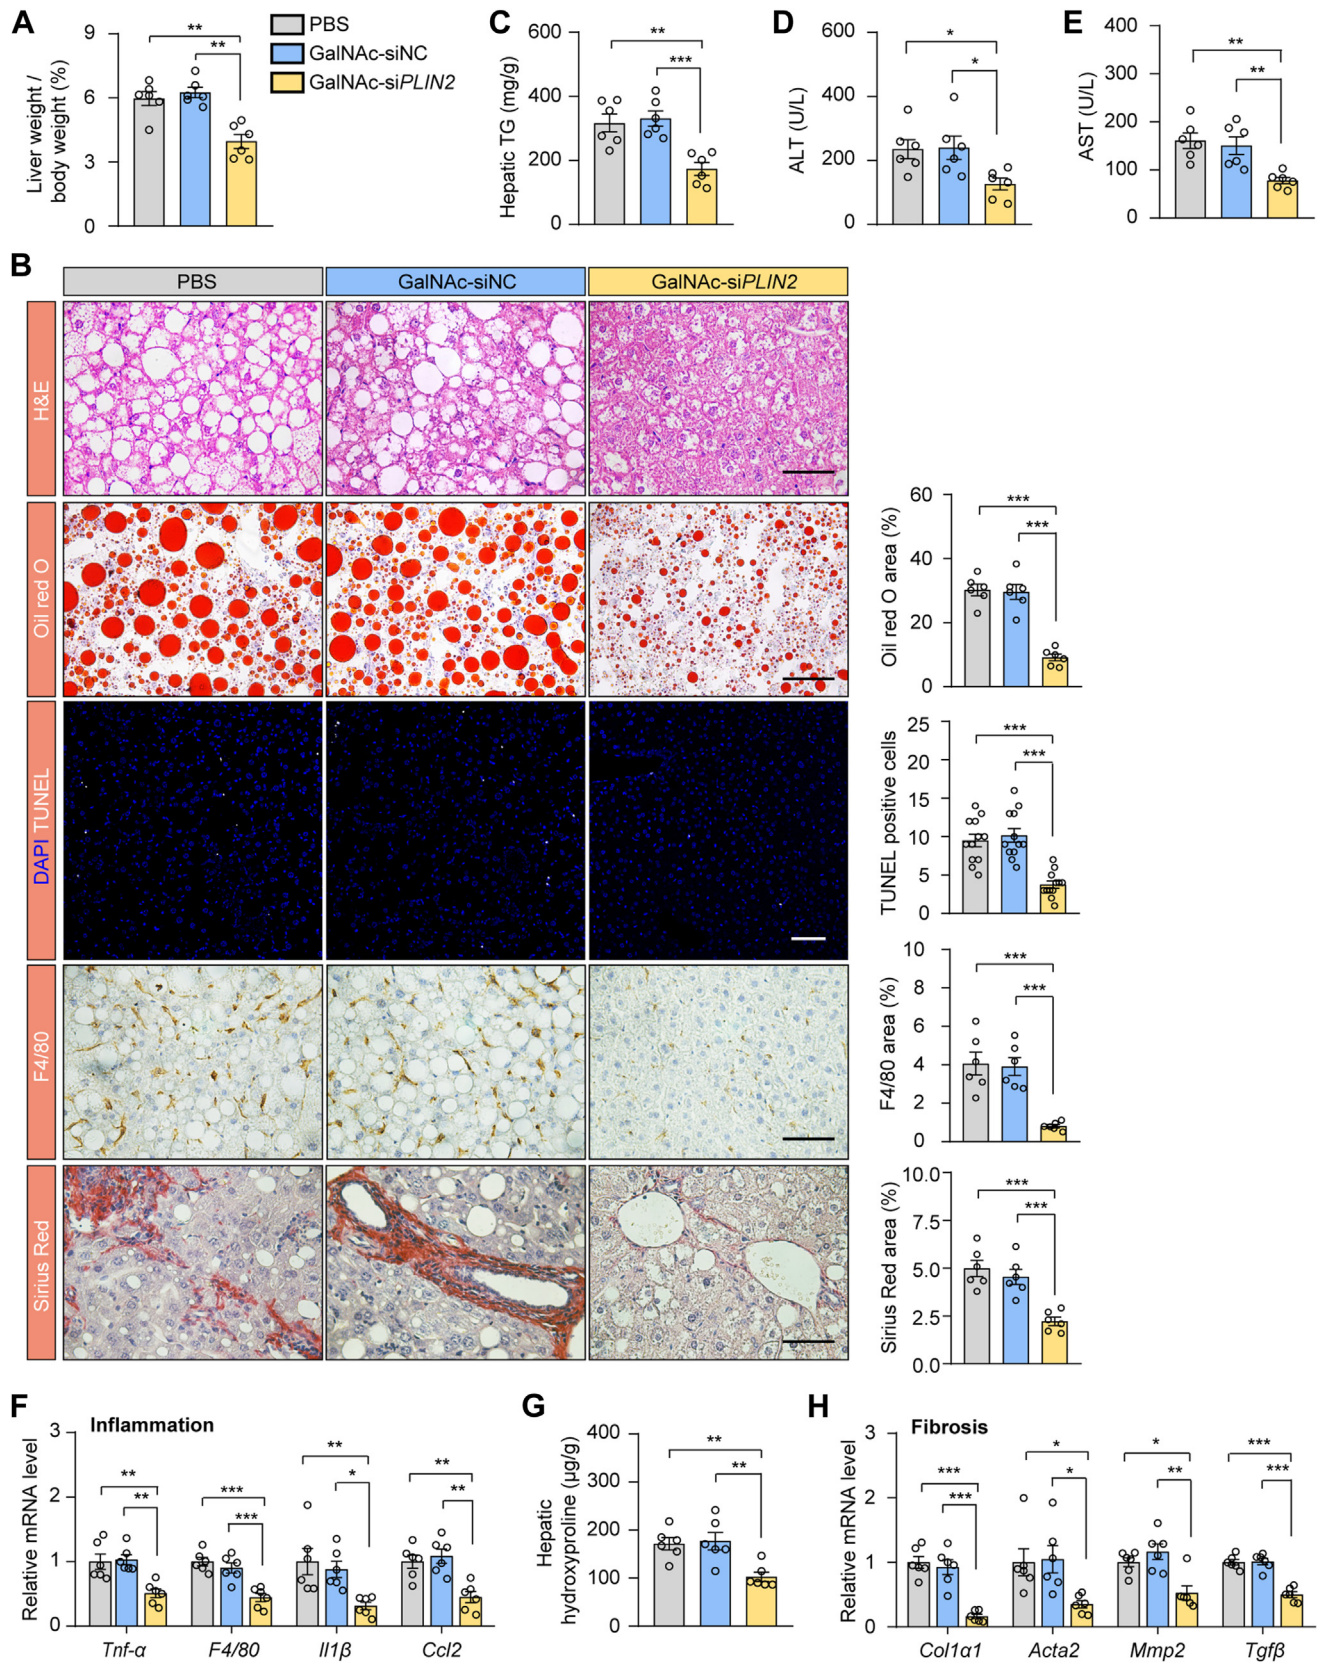 A
Liver weight /
body weight (%)
9
6
3
0
**
**
PBS
GalNAc-siNC
GalNAc-siPLIN2
C
Hepatic TG (mg/g)
600
400
200
0
**
***
D
ALT (U/L)
600
400
200
0
*
*
E
AST (U/L)
400
300
200
100
0
**
**
B
PBS
GalNAc-siNC
GalNAc-siPLIN2
H&E
Oil red O
DAPI TUNEL
F4/80
Sirius Red
Oil red O area (%)
60
40
20
0
***
***
TUNEL positive cells
25
20
15
10
5
0
***
***
F4/80 area (%)
10
8
6
4
2
0
***
***
Sirius Red area (%)
10.0
7.5
5.0
2.5
0.0
***
***
F
Inflammation
Relative mRNA level
3
2
1
0
**
**
***
***
**
*
**
**
Tnf-α
F4/80
Il1β
Ccl2
G
Hepatic
hydroxyproline (μg/g)
400
300
200
100
0
**
**
H
Fibrosis
Relative mRNA level
3
2
1
0
***
***
*
*
*
**
***
***
Col1α1
Acta2
Mmp2
Tgfβ